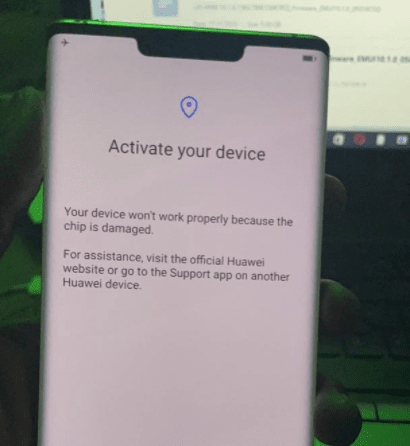 Activate your device
Your device won't work properly because the
chip is damaged.
For assistance, visit the official Huawei
website or go to the Support app on another
Huawei device.